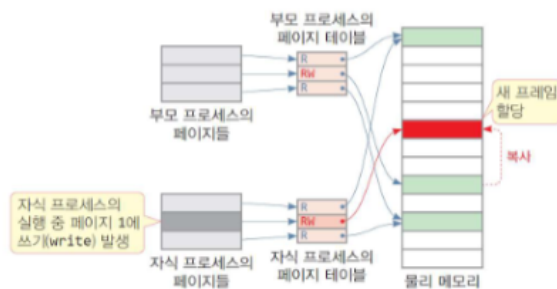 부모 프로세스의
페이지 테이블
R
RW
R
부모 프로세스의
페이지들
새 프레임
할당
복사
자식 프로세스의
실행 중 페이지 1에
쓰기(write) 발생
R
RW
R
자식 프로세스의
페이지들
자식 프로세스의
페이지 테이블
물리 메모리